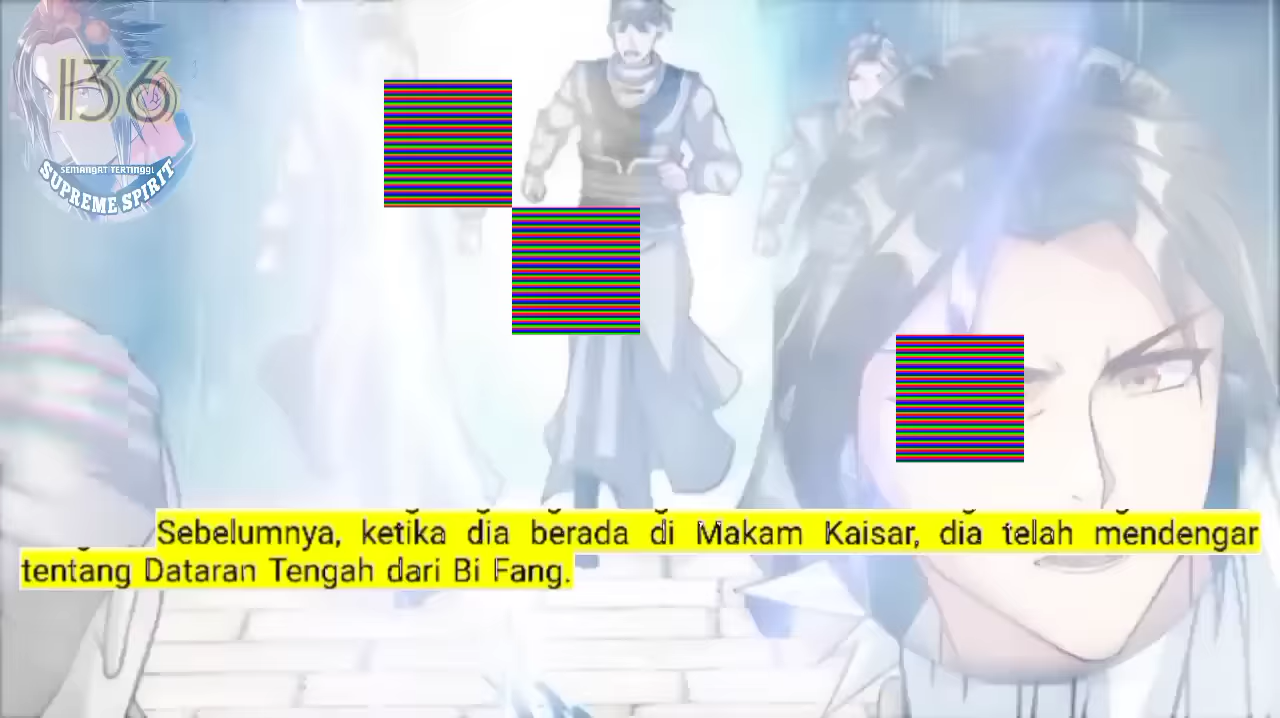 136
SEMANGAT TERTINGGI
SUPREME SPIRIT
Sebelumnya, ketika dia berada di Makam Kaisar, dia telah mendengar
tentang Dataran Tengah dari Bi Fang.